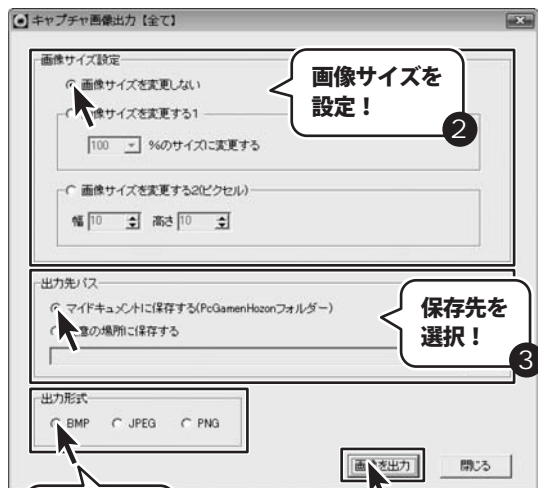 キャプチャ画像出力【全て】
画像サイズ設定
画像サイズを変更しない
画像サイズを
設定！
2
像サイズを変更する1
100 %のサイズに変更する
画像サイズを変更する2(ピクセル)
幅 10 高さ 10
出力先パス
マイドキュメントに保存する(PcGamenHozonフォルダー)
意の場所に保存する
保存先を
選択！
3
出力形式
BMP JPEG PNG
画 を出力 閉じる